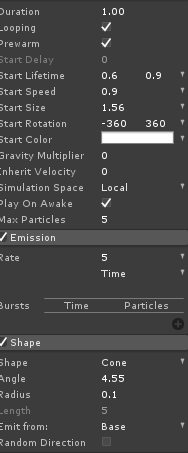 Duration 1.00
Looping
Prewarm
Start Delay 0
Start Lifetime 0.6 0.9
Start Speed 0.9
Start Size 1.56
Start Rotation -360 360
Start Color
Gravity Multiplier 0
Inherit Velocity 0
Simulation Space Local
Play On Awake
Max Particles 5
Emission
Rate 5
Time
Bursts Time Particles
Shape
Shape Cone
Angle 4.55
Radius 0.1
Length 5
Emit from: Base
Random Direction